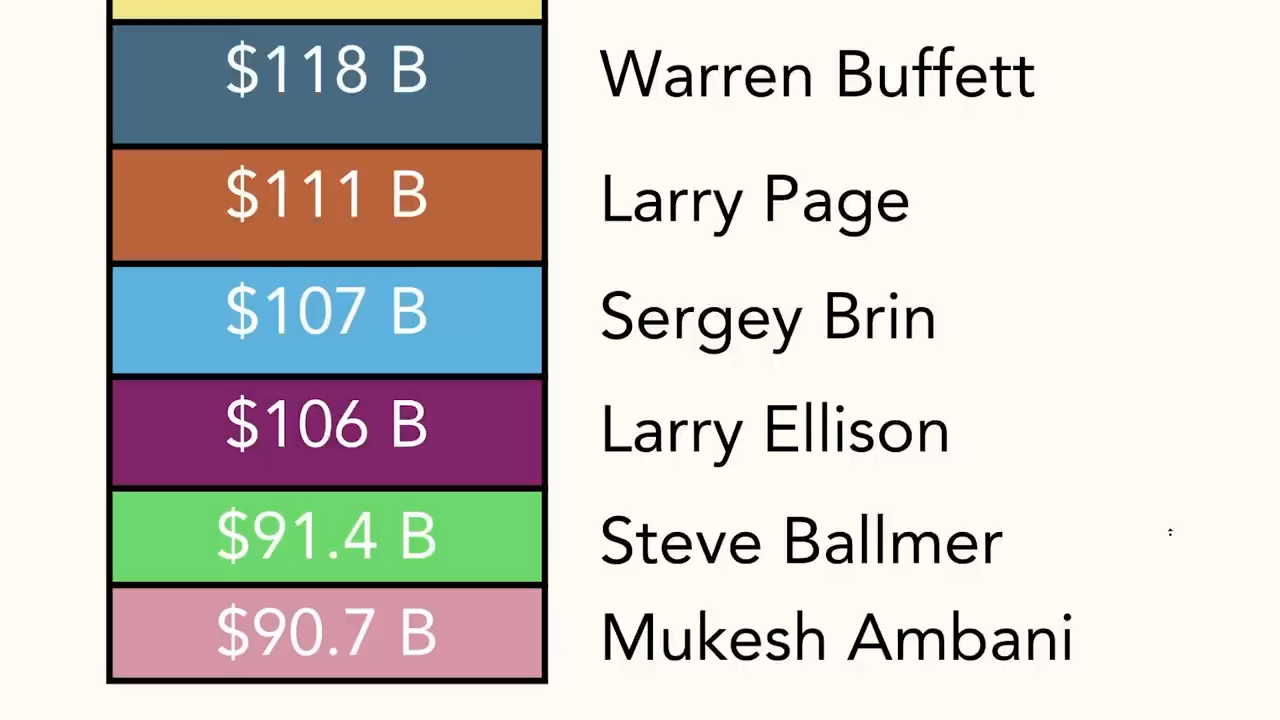 $118 B Warren Buffett
$111 B Larry Page
$107 B Sergey Brin
$106 B Larry Ellison
$91.4 B Steve Ballmer
$90.7 B Mukesh Ambani